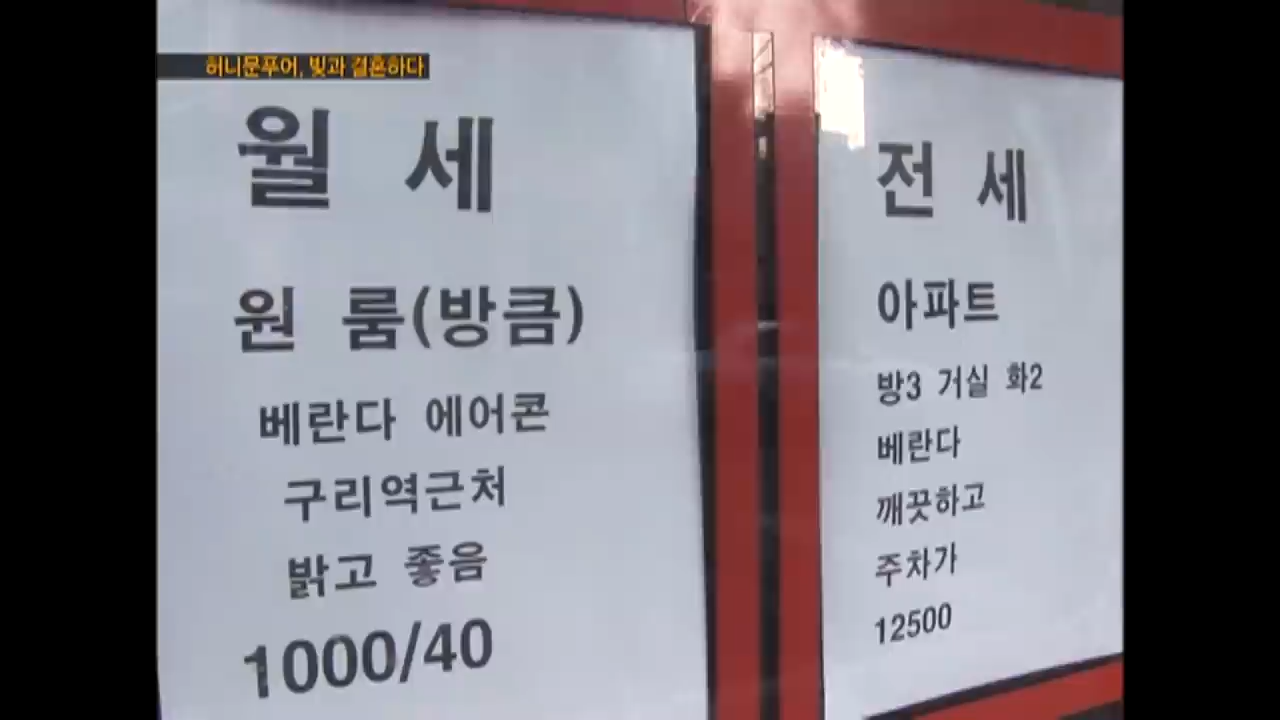 허니문푸어, 빚과 결혼하다
월 세
원 룸(방큼)
베란다 에어콘
구리역근처
밝고 좋음
1000/40
전 세
아파트
방3 거실 화2
베란다
깨끗하고
주차가
12500